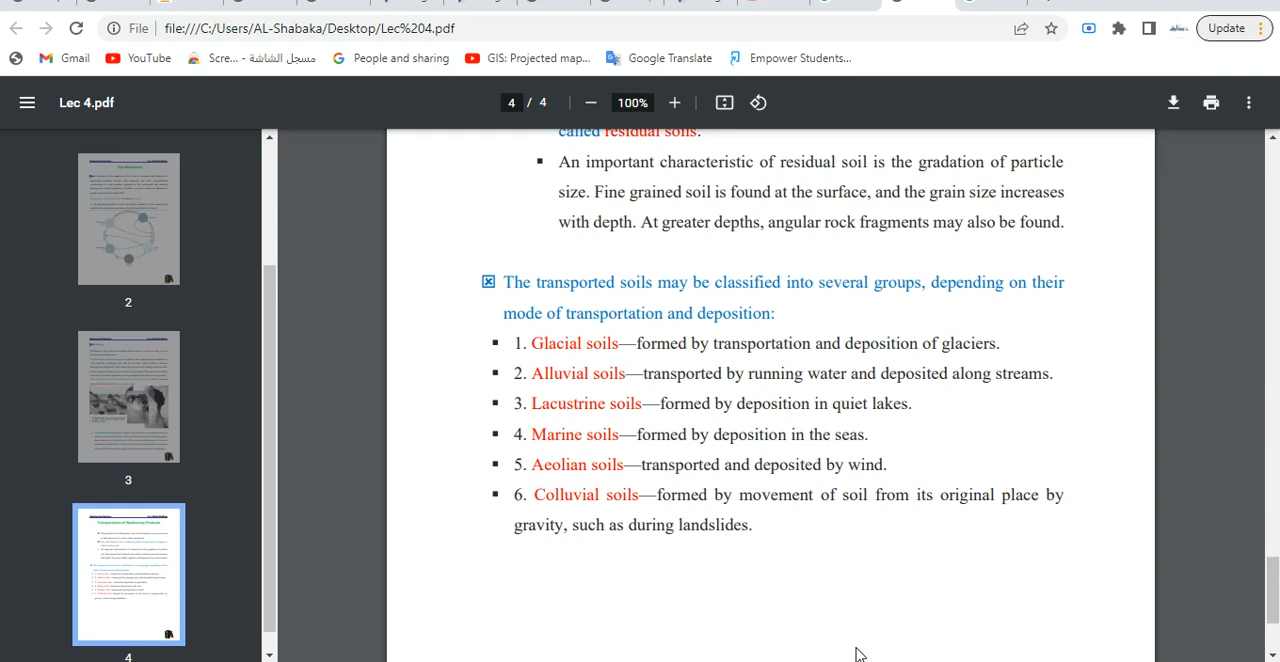 File file:///C:/Users/AL-Shabaka/Desktop/Lec%204.pdf Update
Gmail YouTube Scre... - مسجل الشاشة People and sharing GIS: Projected map... Google Translate Empower Students...
Lec 4.pdf 4 / 4 100%
called residual soils.
▪ An important characteristic of residual soil is the gradation of particle
size. Fine grained soil is found at the surface, and the grain size increases
with depth. At greater depths, angular rock fragments may also be found.
The transported soils may be classified into several groups, depending on their
mode of transportation and deposition:
▪ 1. Glacial soils—formed by transportation and deposition of glaciers.
▪ 2. Alluvial soils—transported by running water and deposited along streams.
▪ 3. Lacustrine soils—formed by deposition in quiet lakes.
▪ 4. Marine soils—formed by deposition in the seas.
▪ 5. Aeolian soils—transported and deposited by wind.
▪ 6. Colluvial soils—formed by movement of soil from its original place by
gravity, such as during landslides.
2
3
Transportation of Weathering Products
4